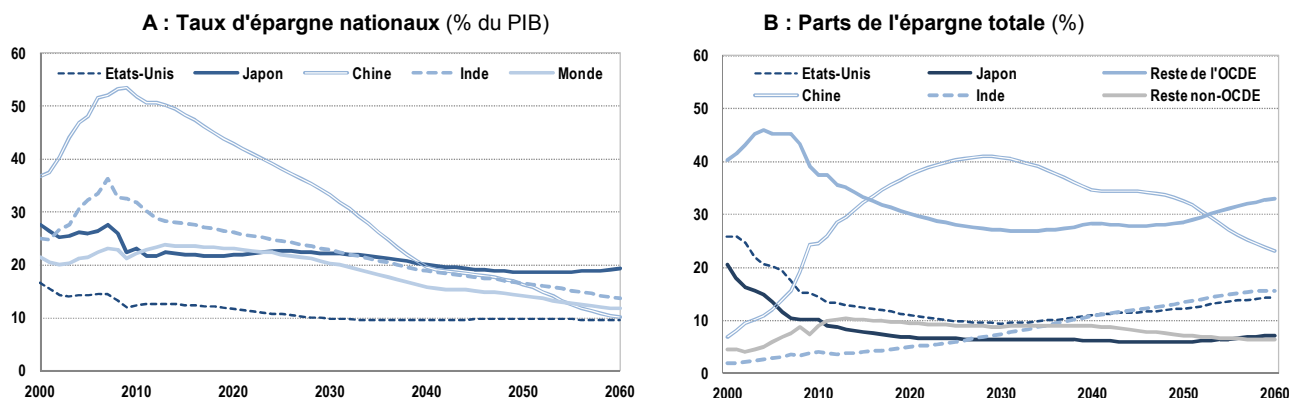 A : Taux d'épargne nationaux (% du PIB)
60
50
40
30
20
10
0
Etats-Unis Japon Chine Inde Monde
2000 2010 2020 2030 2040 2050 2060
B : Parts de l'épargne totale (%)
60
50
40
30
20
10
0
Etats-Unis Japon Reste de l'OCDE
Chine Inde Reste non-OCDE
2000 2010 2020 2030 2040 2050 2060